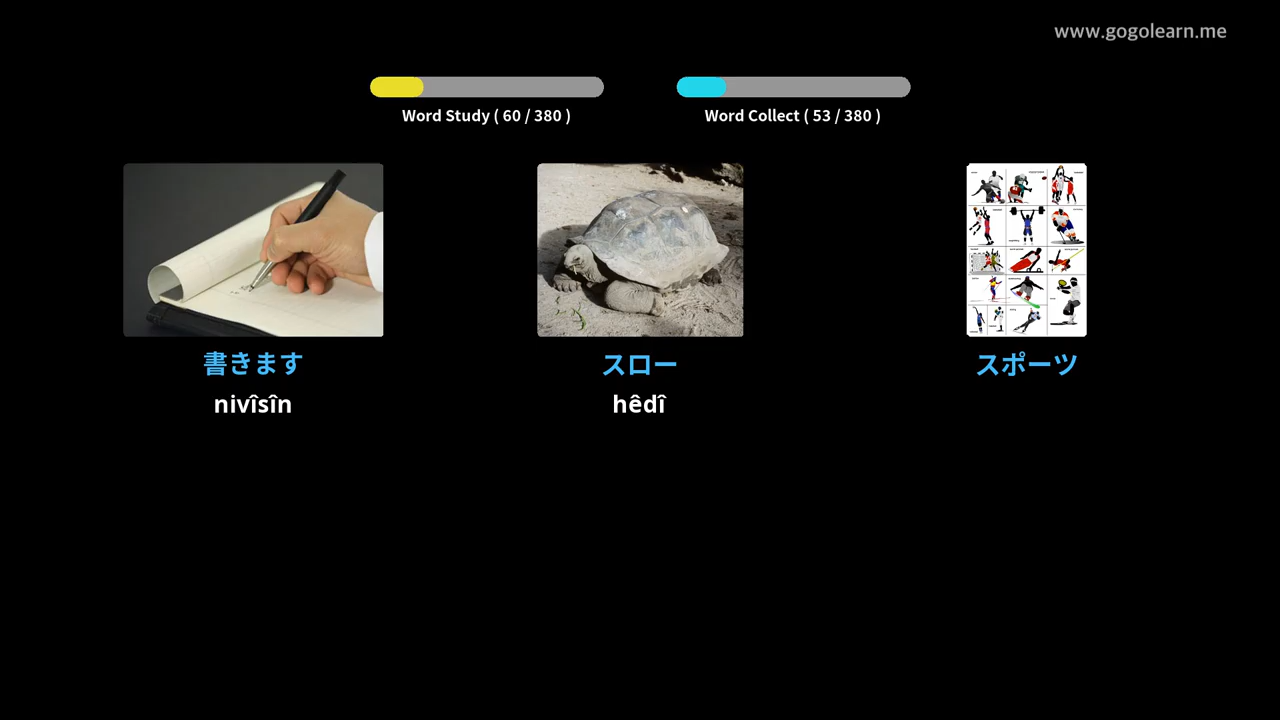 www.gogolearn.me
Word Study ( 60 / 380 )
Word Collect ( 53 / 380 )
書きます
スロー
スポーツ
nivîsîn
hêdî